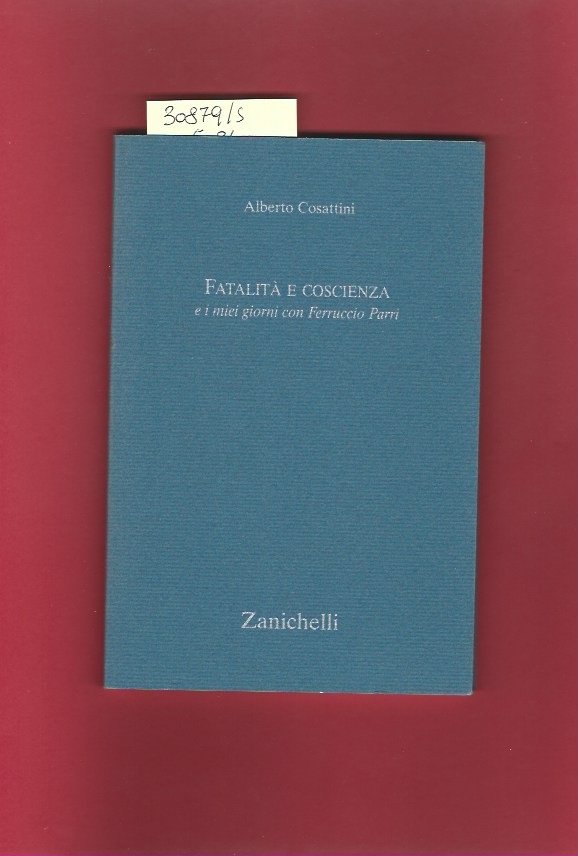 30879/S
Alberto Cosattini
FATALITÀ E COSCIENZA
e i miei giorni con Ferruccio Parri
Zanichelli